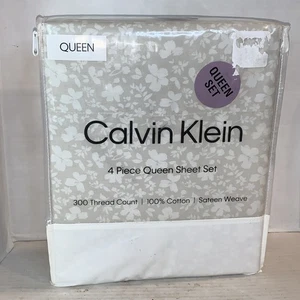 QUEEN
QUEEN
SET
Calvin Klein
4 Piece Queen Sheet Set
300 Thread Count | 100% Cotton | Sateen Weave